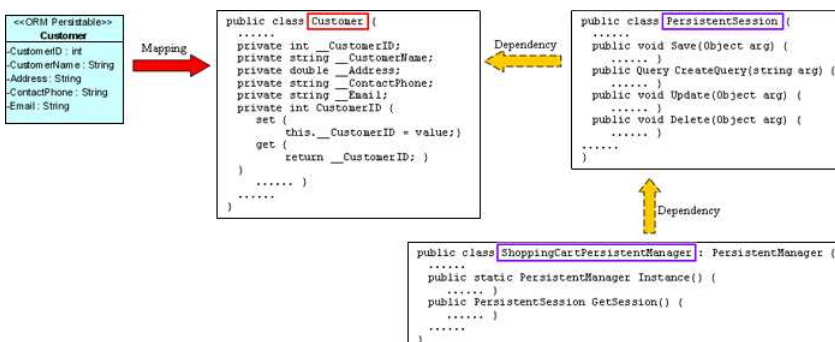 <<ORM Persistable>>
Customer
-CustomerID : int
-CustomerName : String
-Address : String
-ContactPhone : String
-Email : String
Mapping
public class Customer {
......
private int __CustomerID;
private string __CustomerName;
private double __Address;
private string __ContactPhone;
private string __Email;
private int CustomerID {
set {
this.__CustomerID = value;}
get {
return __CustomerID; }
}
...... }
......
}
Dependency
public class PersistentSession {
......
public void Save(Object arg) {
...... }
public Query CreateQuery(string arg) {
...... }
public void Update(Object arg) {
...... }
public void Delete(Object arg) {
...... }
......
}
Dependency
public class ShoppingCartPersistentManager : PersistentManager {
......
public static PersistentManager Instance() {
...... }
public PersistentSession GetSession() {
...... }
......
}